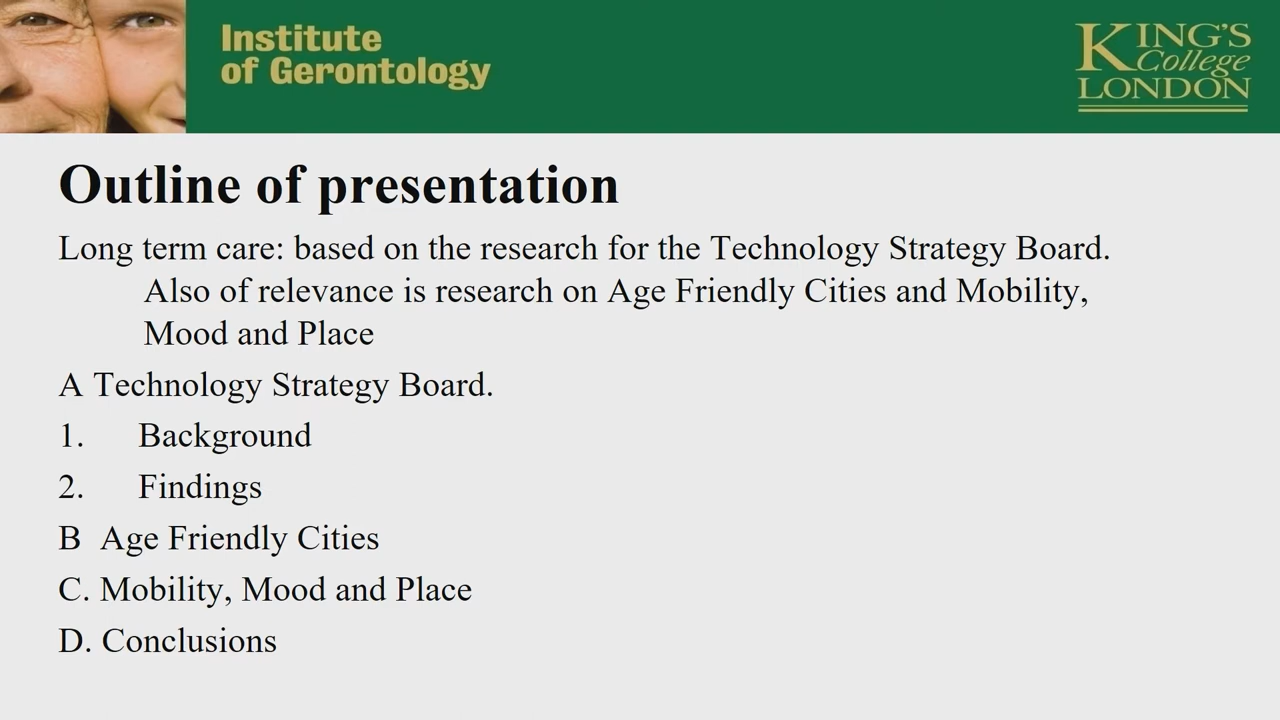 Institute
of Gerontology
KING'S
College
LONDON
Outline of presentation
Long term care: based on the research for the Technology Strategy Board.
Also of relevance is research on Age Friendly Cities and Mobility,
Mood and Place
A Technology Strategy Board.
1. Background
2. Findings
B Age Friendly Cities
C. Mobility, Mood and Place
D. Conclusions